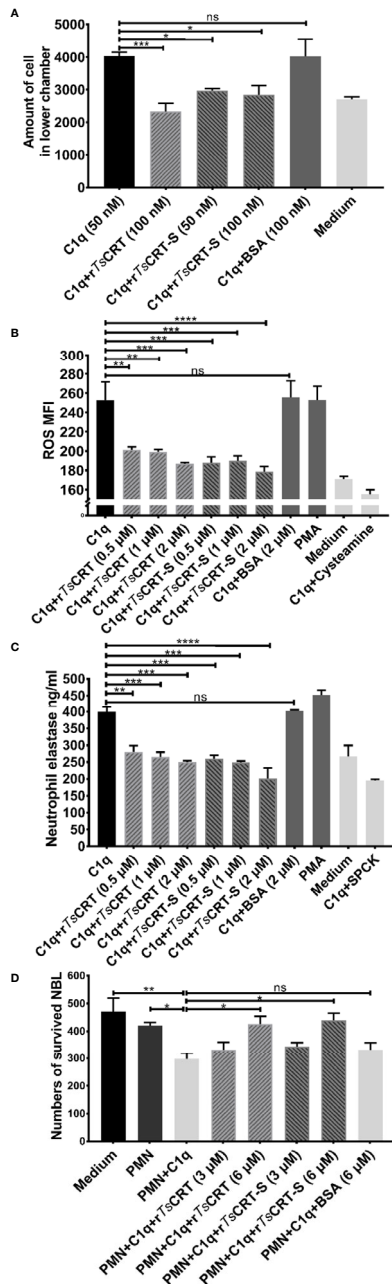 A
ns
*
*
***
Amount of cell
in lower chamber
5000
4000
3000
2000
1000
0
C1q (50 nM)
C1q+rTsCRT (100 nM)
C1q+rTsCRT-S (50 nM)
C1q+rTsCRT-S (100 nM)
C1q+BSA (100 nM)
Medium
B
****
***
***
***
**
**
ns
ROS MFI
300
280
260
240
220
200
180
160
0
C1q
C1q+rTsCRT (0.5 µM)
C1q+rTsCRT (1 µM)
C1q+rTsCRT (2 µM)
C1q+rTsCRT-S (0.5 µM)
C1q+rTsCRT-S (1 µM)
C1q+rTsCRT-S (2 µM)
C1q+BSA (2 µM)
PMA
Medium
C1q+Cysteamine
C
****
***
***
***
***
**
ns
Neutrophil elastase ng/ml
500
450
400
350
300
250
200
150
100
50
0
C1q
C1q+rTsCRT (0.5 µM)
C1q+rTsCRT (1 µM)
C1q+rTsCRT (2 µM)
C1q+rTsCRT-S (0.5 µM)
C1q+rTsCRT-S (1 µM)
C1q+rTsCRT-S (2 µM)
C1q+BSA (2 µM)
PMA
Medium
C1q+SPCK
D
** ns
*
* *
Numbers of survived NBL
600
500
400
300
200
100
0
Medium
PMN
PMN+C1q
PMN+C1q+rTsCRT (3 µM)
PMN+C1q+rTsCRT (6 µM)
PMN+C1q+rTsCRT-S (3 µM)
PMN+C1q+rTsCRT-S (6 µM)
PMN+C1q+BSA (6 µM)